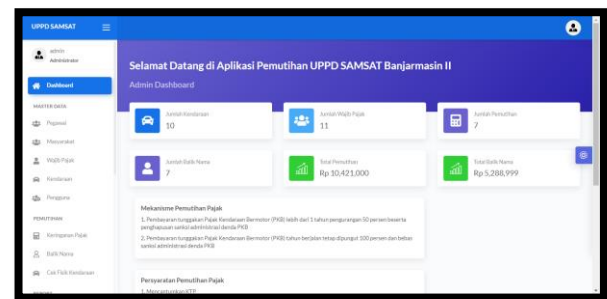 UPPD SAMSAT
admin
Administrator
Dashboard
MASTER DATA
Pegawai
Masyarakat
Wajib Pajak
Kendaraan
Pengguna
PEMUTIHAN
Keringanan Pajak
Balik Nama
Cek Fisik Kendaraan
Selamat Datang di Aplikasi Pemutihan UPPD SAMSAT Banjarmasin II
Admin Dashboard
Jumlah Kendaraan
10
Jumlah Wajib Pajak
11
Jumlah Pemutihan
7
Jumlah Balik Nama
7
Total Pemutihan
Rp 10,421,000
Total Balik Nama
Rp 5,288,999
Mekanisme Pemutihan Pajak
1. Pembayaran tunggakan Pajak Kendaraan Bermotor (PKB) lebih dari 1 tahun pengurangan 50 persen beserta
penghapusan sanksi administrasi denda PKB
2. Pembayaran tunggakan Pajak Kendaraan Bermotor (PKB) tahun berjalan tetap dipungut 100 persen dan bebas
sanksi administrasi denda PKB
Persyaratan Pemutihan Pajak
1. Mencantumkan KTP